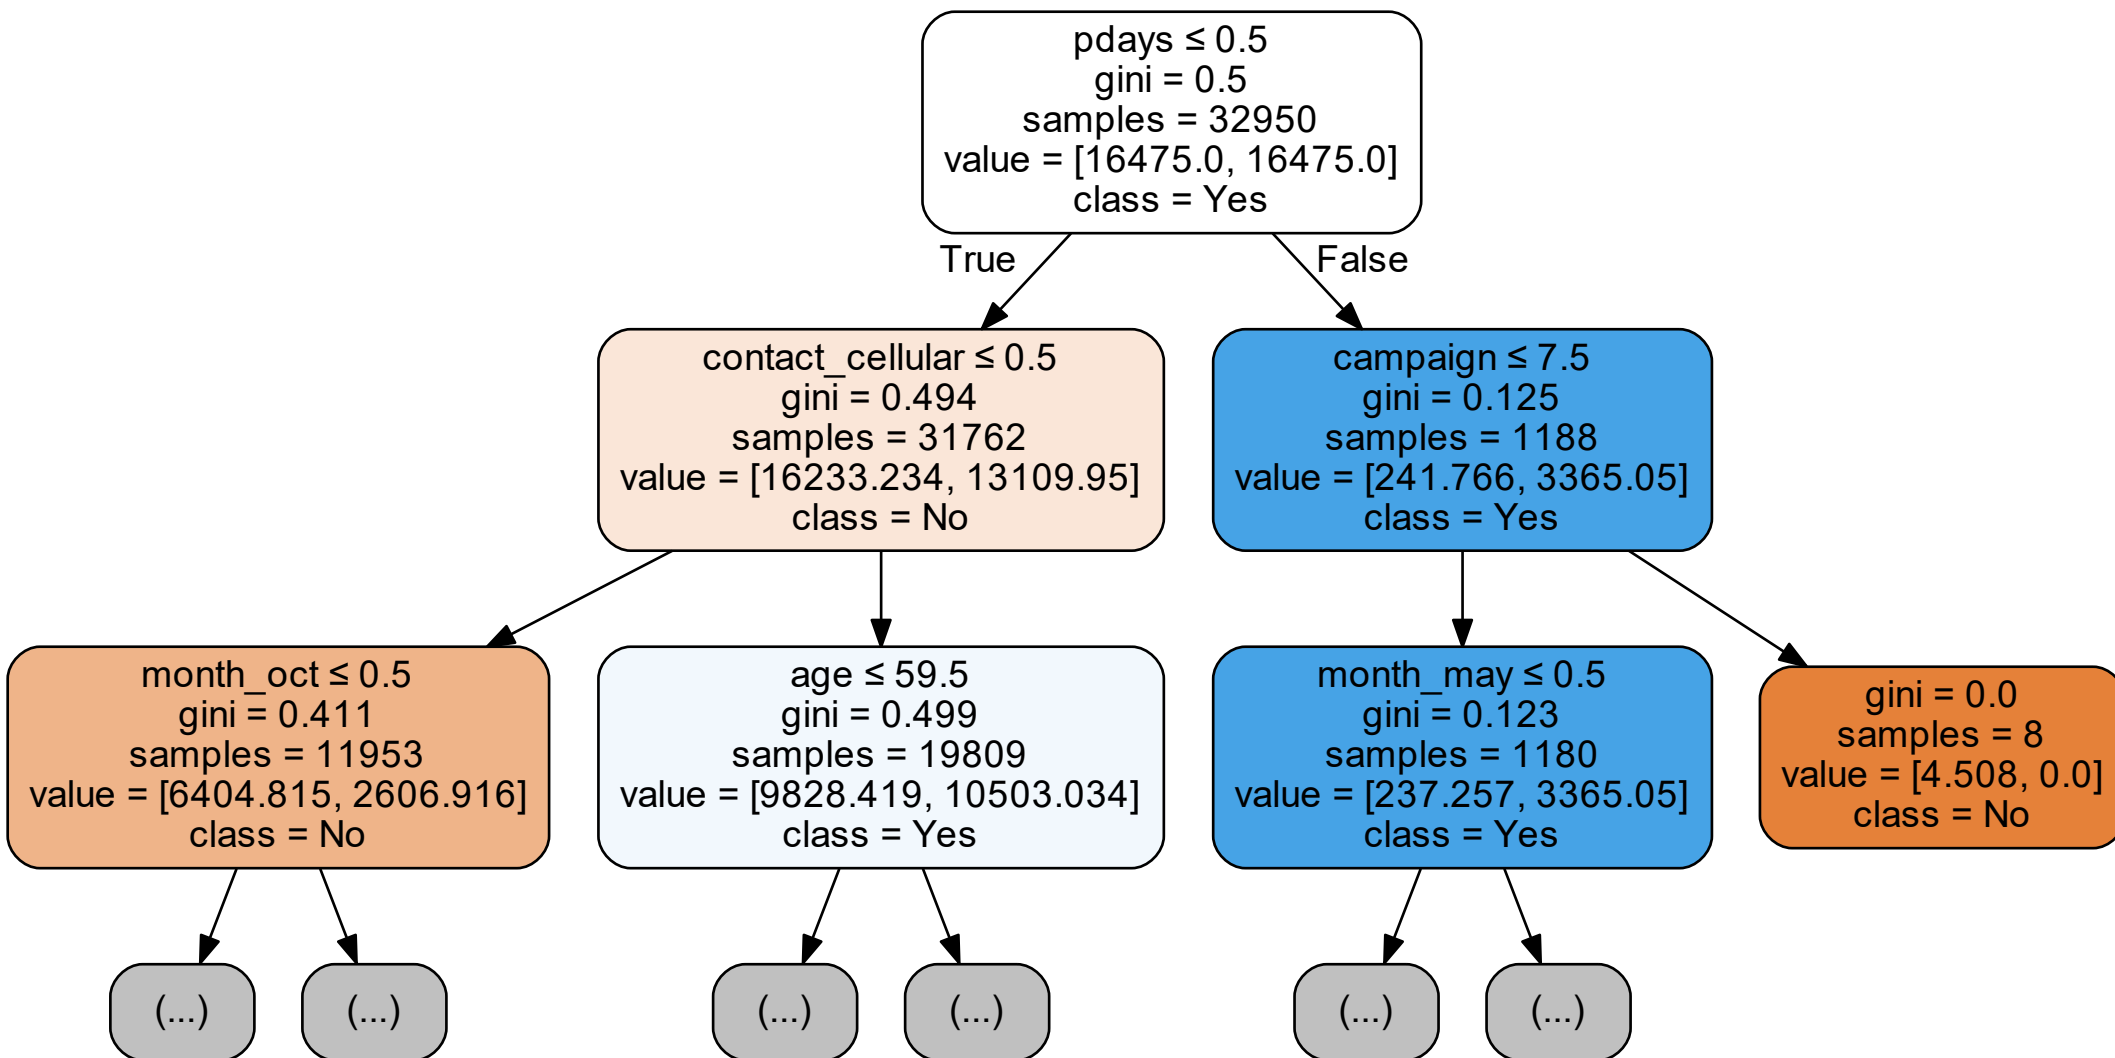 pdays ≤ 0.5
gini = 0.5
samples = 32950
value = [16475.0, 16475.0]
class = Yes
True
False
contact_cellular ≤ 0.5
gini = 0.494
samples = 31762
value = [16233.234, 13109.95]
class = No
campaign ≤ 7.5
gini = 0.125
samples = 1188
value = [241.766, 3365.05]
class = Yes
month_oct ≤ 0.5
gini = 0.411
samples = 11953
value = [6404.815, 2606.916]
class = No
age ≤ 59.5
gini = 0.499
samples = 19809
value = [9828.419, 10503.034]
class = Yes
month_may ≤ 0.5
gini = 0.123
samples = 1180
value = [237.257, 3365.05]
class = Yes
gini = 0.0
samples = 8
value = [4.508, 0.0]
class = No
(...)
(...)
(...)
(...)
(...)
(...)